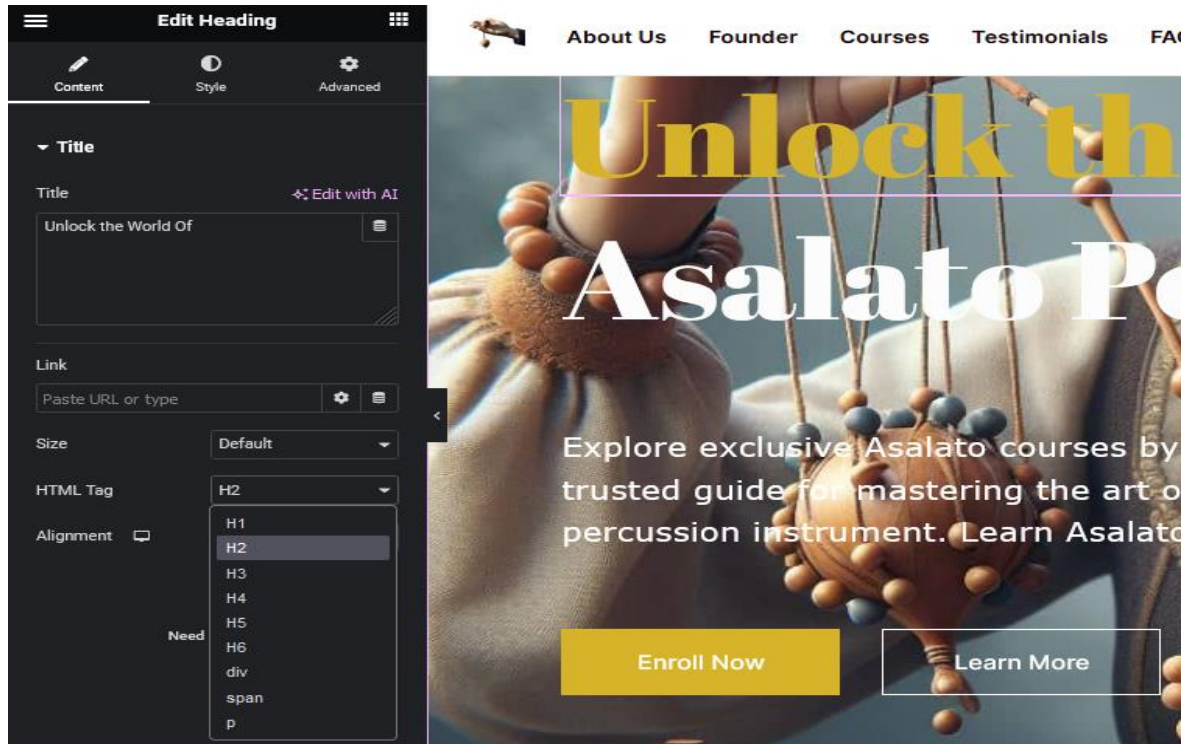 Edit Heading
Content
Style
Advanced
Title
Title
Edit with AI
Unlock the World Of
Link
Paste URL or type
Size
Default
HTML Tag
H2
Alignment
H1
H2
H3
H4
H5
H6
div
span
p
Need
About Us
Founder
Courses
Testimonials
Unlock th
Asalato
Explore exclusive Asalato courses by
trusted guide for mastering the art
percussion instrument. Learn Asalato
Enroll Now
Learn More